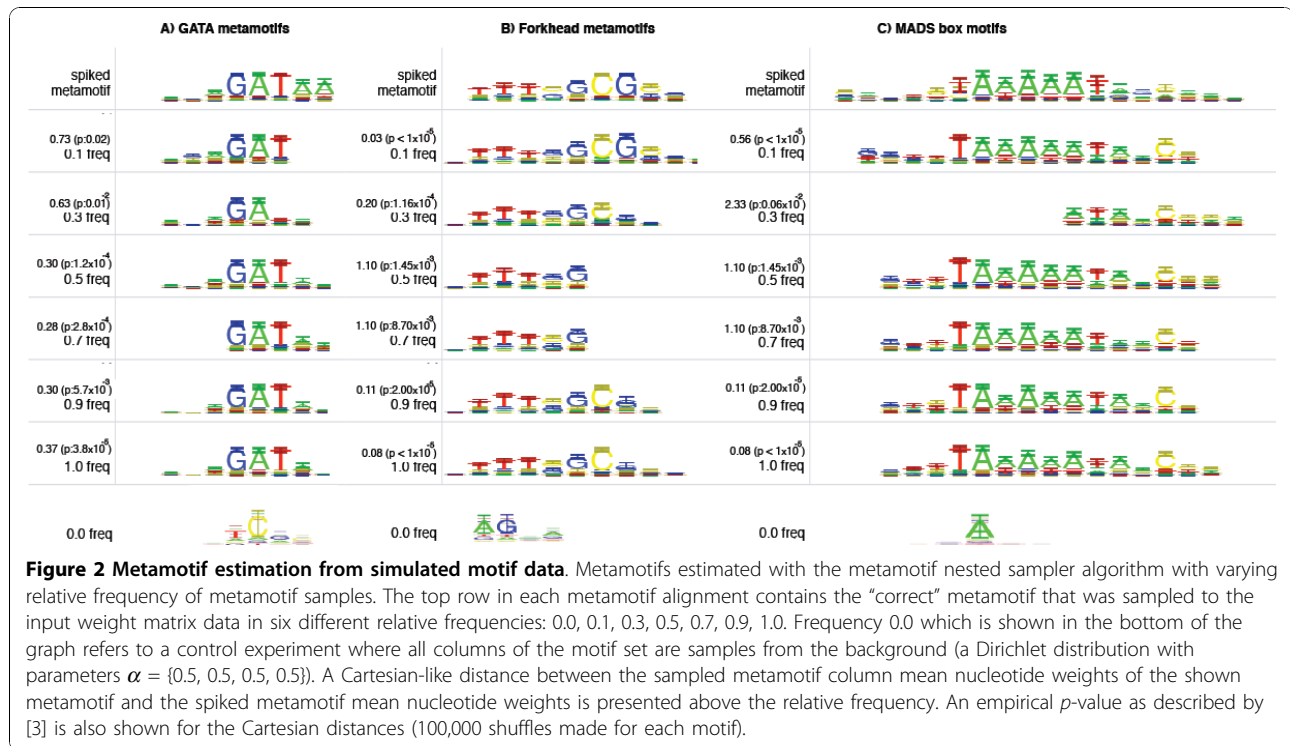 A) GATA metamotifs B) Forkhead metamotifs C) MADS box motifs
spiked metamotif spiked metamotif spiked metamotif
0.73 (p:0.02) 0.03 (p < 1x10⁻⁵) 0.56 (p < 1x10⁻⁵)
0.1 freq 0.1 freq 0.1 freq
0.63 (p:0.01)⁻² 0.20 (p:1.16x10⁻⁴) 2.33 (p:0.06x10⁻²)
0.3 freq 0.3 freq 0.3 freq
0.30 (p:1.2x10⁻⁴) 1.10 (p:1.45x10⁻³) 1.10 (p:1.45x10⁻³)
0.5 freq 0.5 freq 0.5 freq
0.28 (p:2.8x10⁻⁴) 1.10 (p:8.70x10⁻³) 1.10 (p:8.70x10⁻³)
0.7 freq 0.7 freq 0.7 freq
0.30 (p:5.7x10⁻³) 0.11 (p:2.00x10⁻⁵) 0.11 (p:2.00x10⁻⁵)
0.9 freq 0.9 freq 0.9 freq
0.37 (p:3.8x10⁻⁵) 0.08 (p < 1x10⁻⁵) 0.08 (p < 1x10⁻⁵)
1.0 freq 1.0 freq 1.0 freq
0.0 freq 0.0 freq 0.0 freq
Figure 2 Metamotif estimation from simulated motif data. Metamotifs estimated with the metamotif nested sampler algorithm with varying
relative frequency of metamotif samples. The top row in each metamotif alignment contains the “correct” metamotif that was sampled to the
input weight matrix data in six different relative frequencies: 0.0, 0.1, 0.3, 0.5, 0.7, 0.9, 1.0. Frequency 0.0 which is shown in the bottom of the
graph refers to a control experiment where all columns of the motif set are samples from the background (a Dirichlet distribution with
parameters α = {0.5, 0.5, 0.5, 0.5}). A Cartesian-like distance between the sampled metamotif column mean nucleotide weights of the shown
metamotif and the spiked metamotif mean nucleotide weights is presented above the relative frequency. An empirical p-value as described by
[3] is also shown for the Cartesian distances (100,000 shuffles made for each motif).